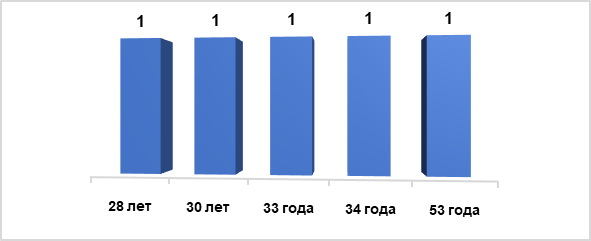 1 1 1 1 1
28 лет 30 лет 33 года 34 года 53 года